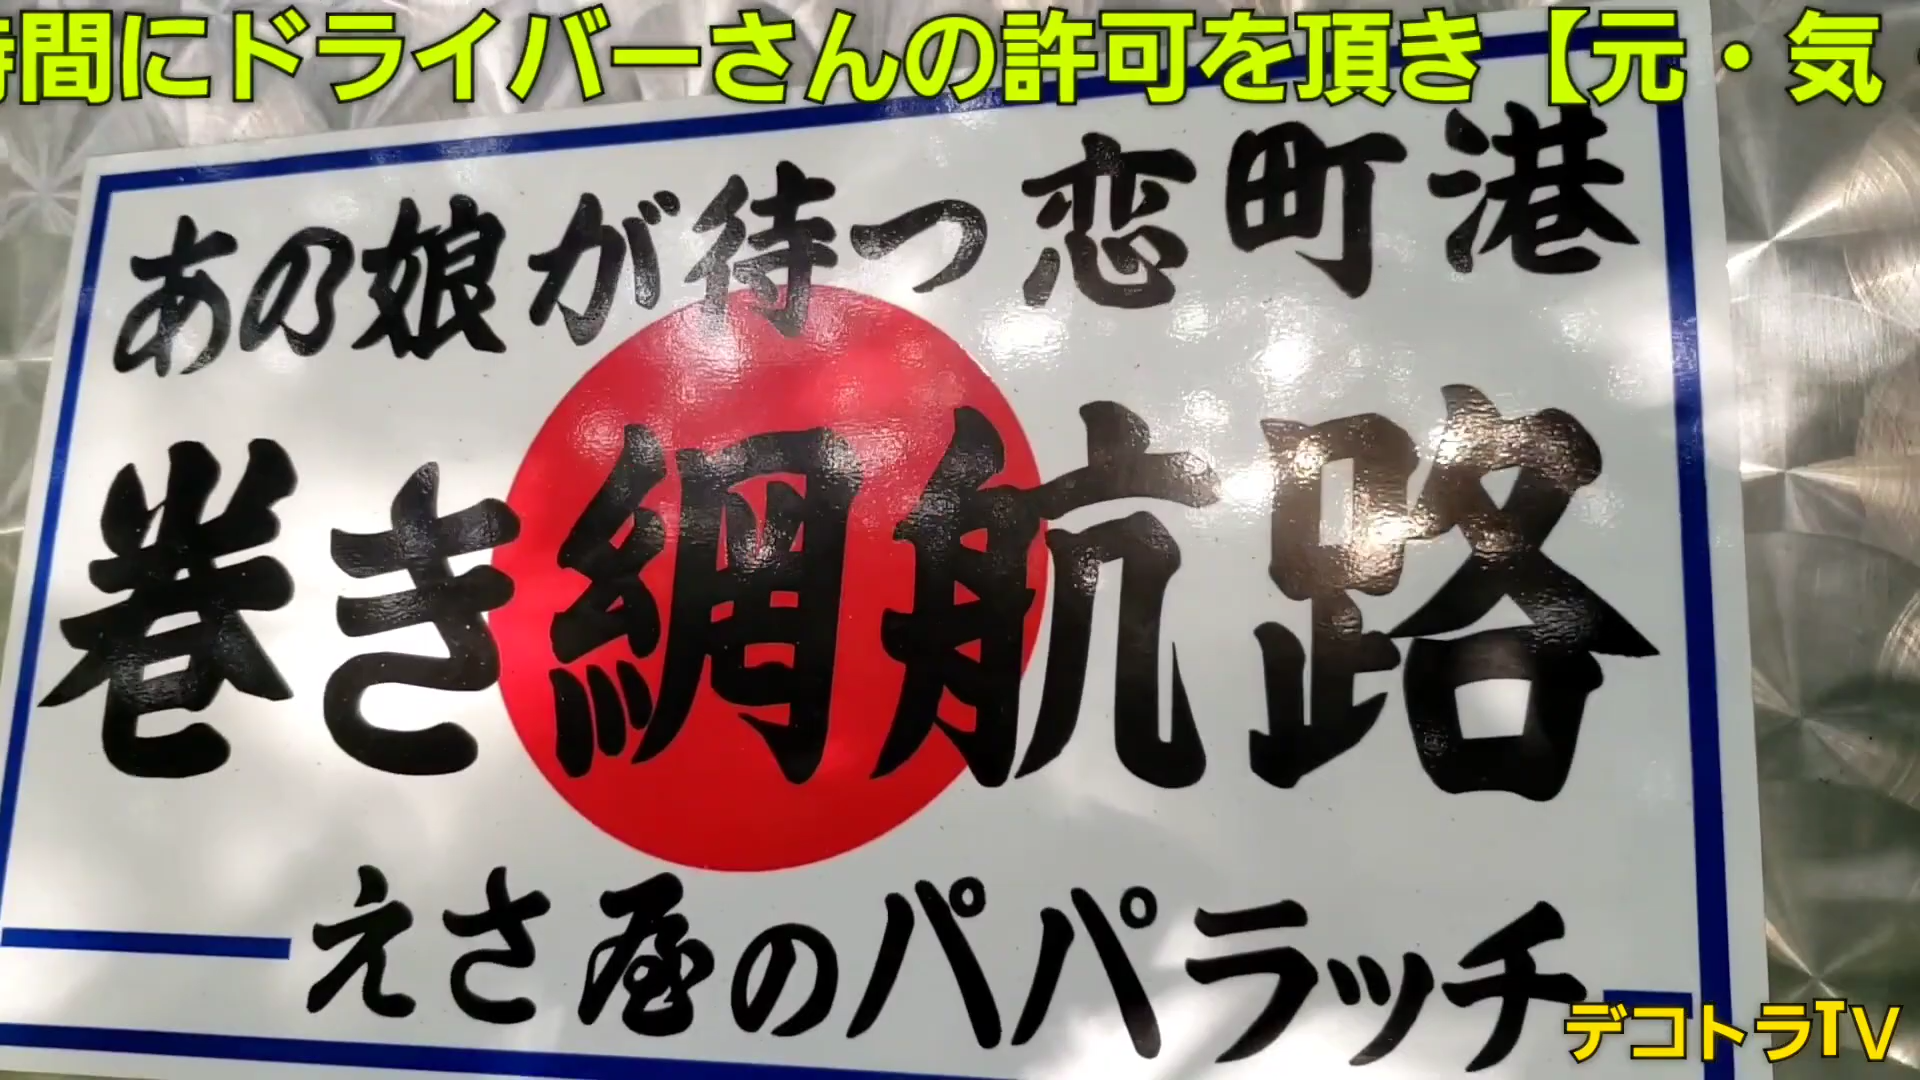 間にドライバーさんの許可を頂き【元・気
あの娘が待つ恋町港
巻き網航路
えさ屋のパパラッチ
デコトラTV